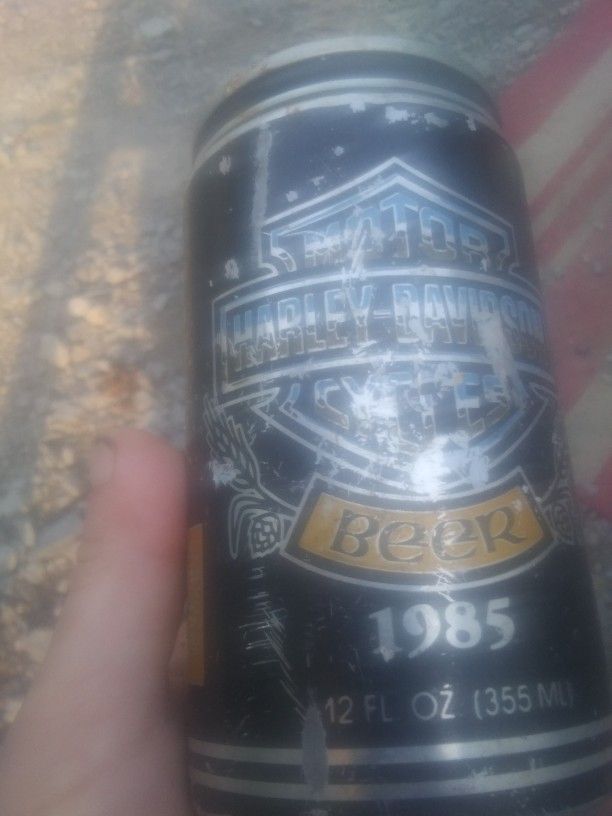 MOTOR
HARLEY-DAVIDSON
CYCLES
BEER
1985
12 FL. OZ. (355 ML)